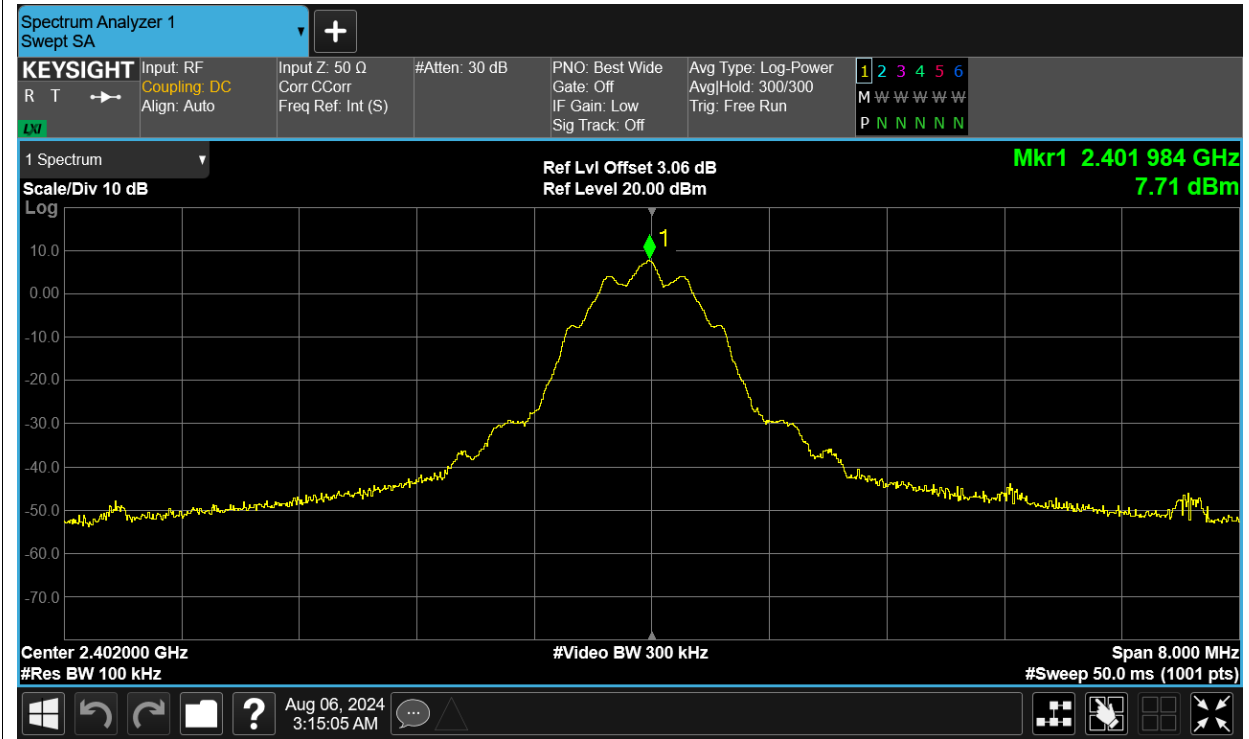 Spectrum Analyzer 1
Swept SA
KEYSIGHT
R T
LXI
Input: RF
Coupling: DC
Align: Auto
Input Z: 50 Ω
Corr CCorr
Freq Ref: Int (S)
#Atten: 30 dB
PNO: Best Wide
Gate: Off
IF Gain: Low
Sig Track: Off
Avg Type: Log-Power
Avg|Hold: 300/300
Trig: Free Run
1 2 3 4 5 6
M W W W W W
P N N N N N
1 Spectrum
Scale/Div 10 dB
Log
Ref Lvl Offset 3.06 dB
Ref Level 20.00 dBm
Mkr1 2.401 984 GHz
7.71 dBm
1
10.0
0.00
-10.0
-20.0
-30.0
-40.0
-50.0
-60.0
-70.0
Center 2.402000 GHz
#Res BW 100 kHz
#Video BW 300 kHz
Span 8.000 MHz
#Sweep 50.0 ms (1001 pts)
?
Aug 06, 2024
3:15:05 AM